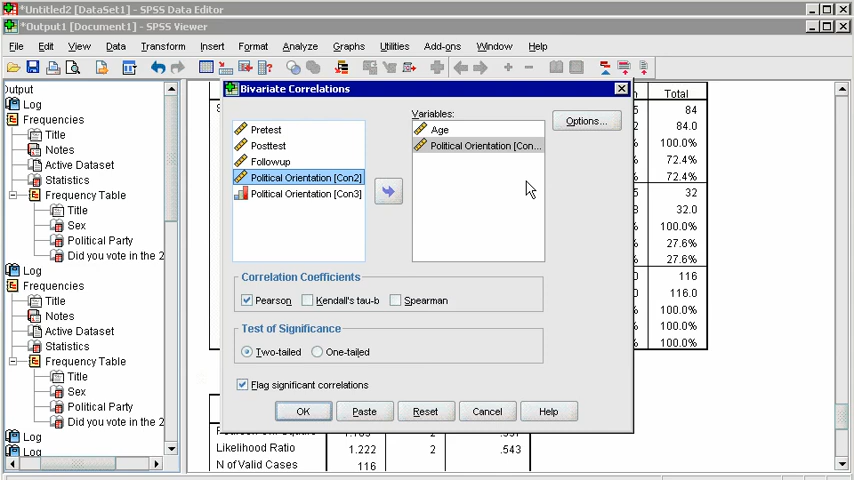 *Untitled2 [DataSet1] - SPSS Data Editor
*Output1 [Document1] - SPSS Viewer
File Edit View Data Transform Insert Format Analyze Graphs Utilities Add-ons Window Help
Output
Log
Frequencies
Title
Notes
Active Dataset
Statistics
Frequency Table
Title
Sex
Political Party
Did you vote in the 2
Log
Frequencies
Title
Notes
Active Dataset
Statistics
Frequency Table
Title
Sex
Political Party
Did you vote in the 2
Log
Log
Bivariate Correlations
Pretest
Posttest
Followup
Political Orientation [Con2]
Political Orientation [Con3]
Variables:
Age
Political Orientation [Con...
Options...
Correlation Coefficients
Pearson Kendall's tau-b Spearman
Test of Significance
Two-tailed One-tailed
Flag significant correlations
OK Paste Reset Cancel Help
Total
84
84.0
100.0%
72.4%
72.4%
32
32.0
100.0%
27.6%
27.6%
116
116.0
100.0%
100.0%
100.0%
Likelihood Ratio 1.222 2 .543
N of Valid Cases 116